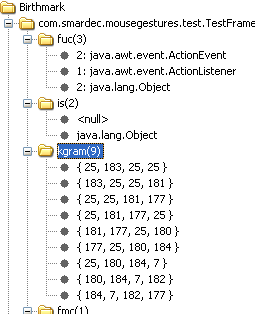 Birthmark
com.smardec.mousegestures.test.TestFrame
fuc(3)
2: java.awt.event.ActionEvent
1: java.awt.event.ActionListener
2: java.lang.Object
is(2)
<null>
java.lang.Object
kgram(9)
{ 25, 183, 25, 25 }
{ 183, 25, 25, 181 }
{ 25, 25, 181, 177 }
{ 25, 181, 177, 25 }
{ 181, 177, 25, 180 }
{ 177, 25, 180, 184 }
{ 25, 180, 184, 7 }
{ 180, 184, 7, 182 }
{ 184, 7, 182, 177 }
fmc(1)